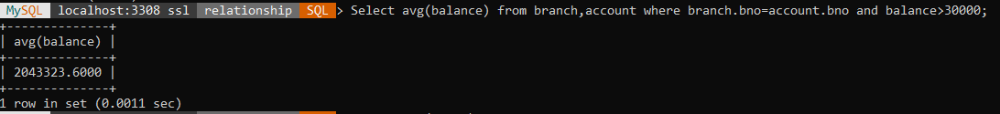 MySQL localhost:3308 ssl relationship SQL > Select avg(balance) from branch,account where branch.bno=account.bno and balance>30000;
+--------------+
| avg(balance) |
+--------------+
| 2043323.6000 |
+--------------+
1 row in set (0.0011 sec)